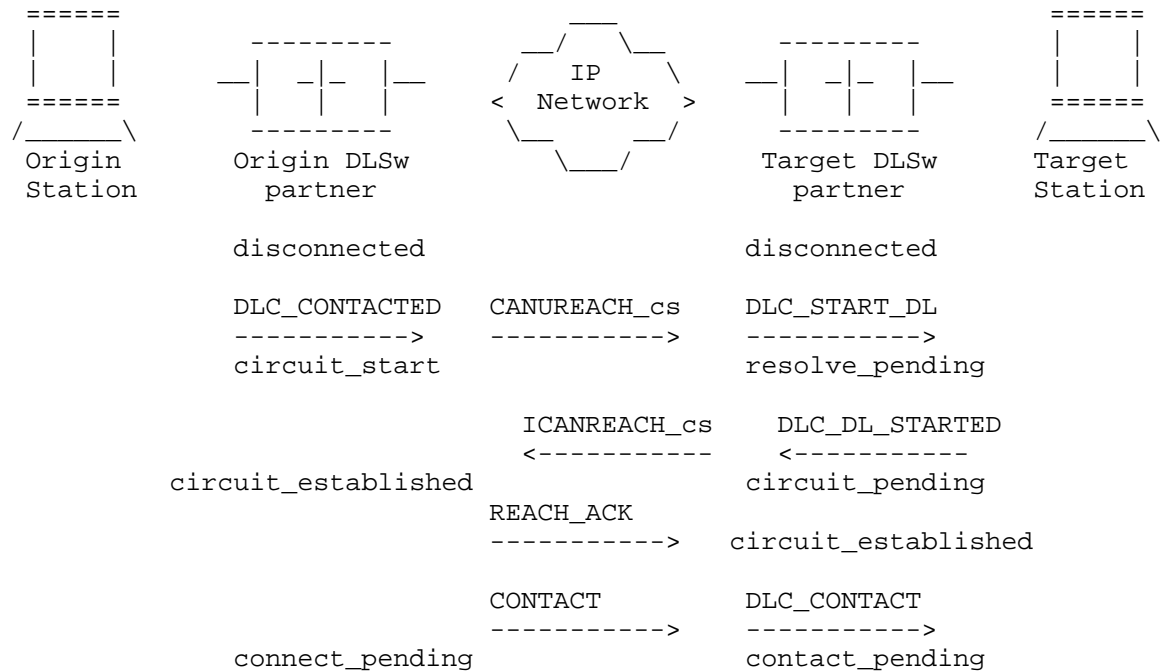 IP
Network
Origin Origin DLSw Target DLSw Target
Station partner partner Station
disconnected disconnected
DLC_CONTACTED CANUREACH_cs DLC_START_DL
-----------> -----------> ----------->
circuit_start resolve_pending
ICANREACH_cs DLC_DL_STARTED
<----------- <-----------
circuit_established circuit_pending
REACH_ACK
-----------> circuit_established
CONTACT DLC_CONTACT
-----------> ----------->
connect_pending contact_pending